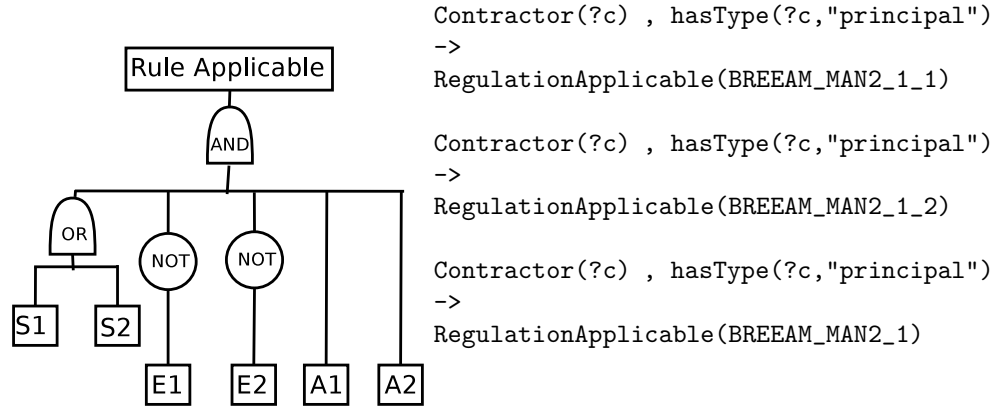 Rule Applicable
AND
OR
NOT
NOT
S1
S2
E1
E2
A1
A2
Contractor(?c) , hasType(?c,"principal")
->
RegulationApplicable(BREEAM_MAN2_1_1)
Contractor(?c) , hasType(?c,"principal")
->
RegulationApplicable(BREEAM_MAN2_1_2)
Contractor(?c) , hasType(?c,"principal")
->
RegulationApplicable(BREEAM_MAN2_1)